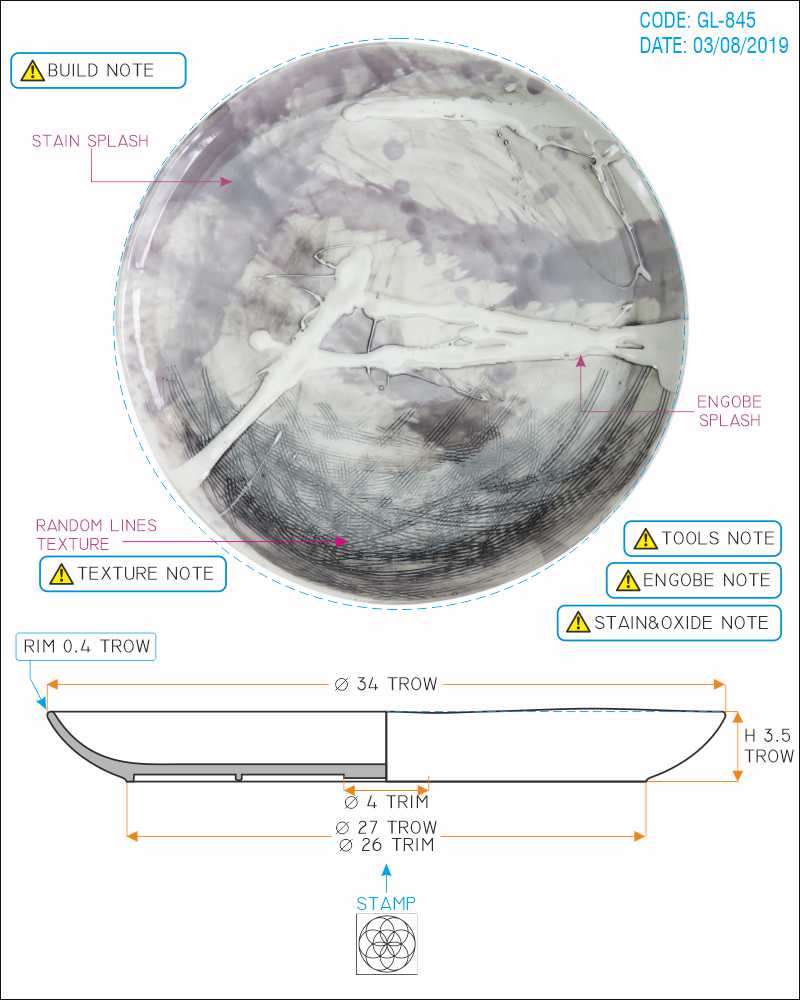 CODE: GL-845
DATE: 03/08/2019
BUILD NOTE
STAIN SPLASH
ENGOBE
SPLASH
RANDOM LINES
TEXTURE
TEXTURE NOTE
TOOLS NOTE
ENGOBE NOTE
STAIN&OXIDE NOTE
RIM 0.4 TROW
Ø 34 TROW
H 3.5
TROW
Ø 4 TRIM
Ø 27 TROW
Ø 26 TRIM
STAMP